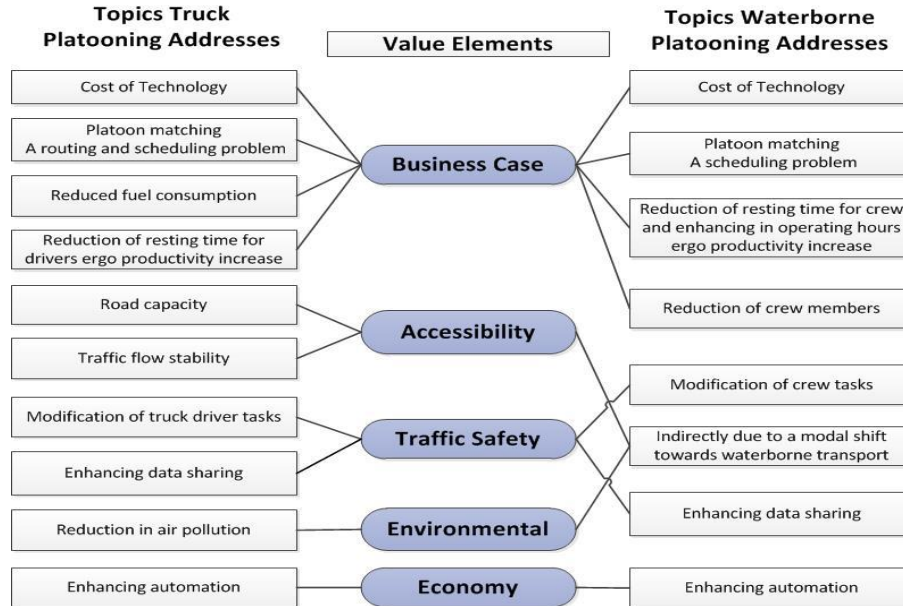 Topics Truck
Platooning Addresses
Cost of Technology
Platoon matching
A routing and scheduling problem
Reduced fuel consumption
Reduction of resting time for
drivers ergo productivity increase
Road capacity
Traffic flow stability
Modification of truck driver tasks
Enhancing data sharing
Reduction in air pollution
Enhancing automation
Value Elements
Business Case
Accessibility
Traffic Safety
Environmental
Economy
Topics Waterborne
Platooning Addresses
Cost of Technology
Platoon matching
A scheduling problem
Reduction of resting time for crew
and enhancing in operating hours
ergo productivity increase
Reduction of crew members
Modification of crew tasks
Indirectly due to a modal shift
towards waterborne transport
Enhancing data sharing
Enhancing automation